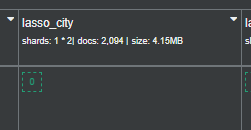 lasso_city
shards: 1 * 2| docs: 2,094 | size: 4.15MB
0